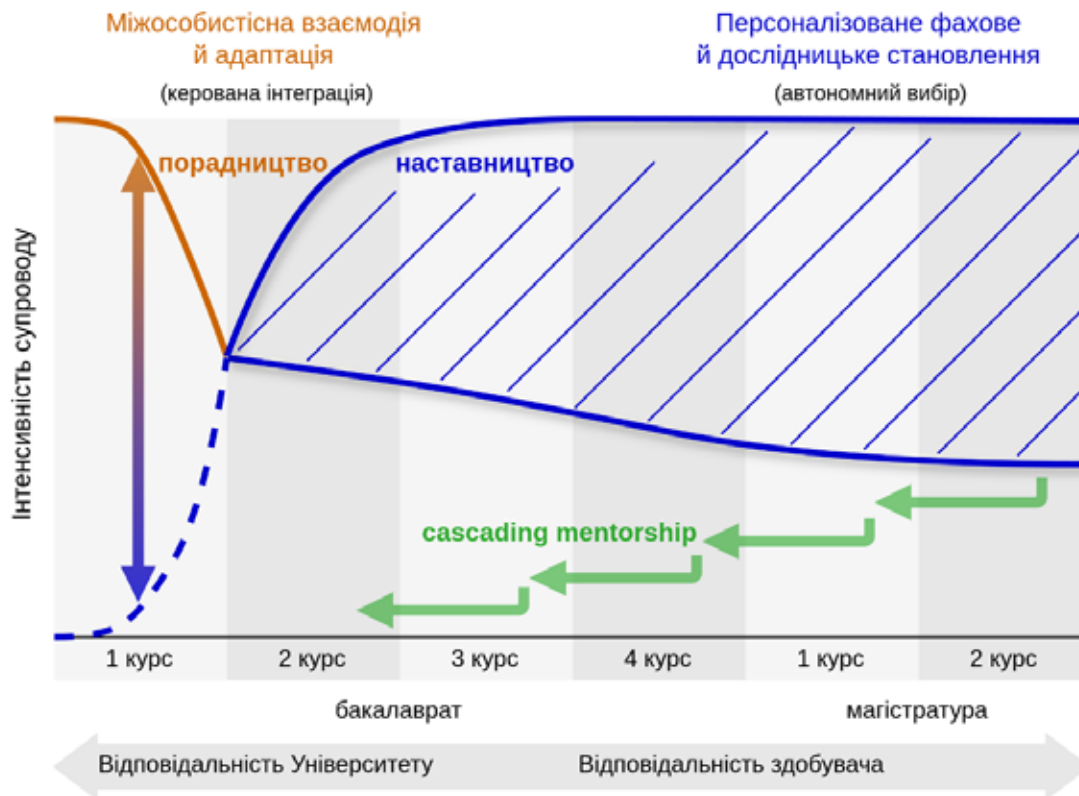 Міжособистісна взаємодія
й адаптація
(керована інтеграція)
Персоналізоване фахове
й дослідницьке становлення
(автономний вибір)
порадництво
наставництво
Інтенсивність супроводу
cascading mentorship
1 курс
2 курс
3 курс
4 курс
1 курс
2 курс
бакалаврат
магістратура
Відповідальність Університету
Відповідальність здобувача